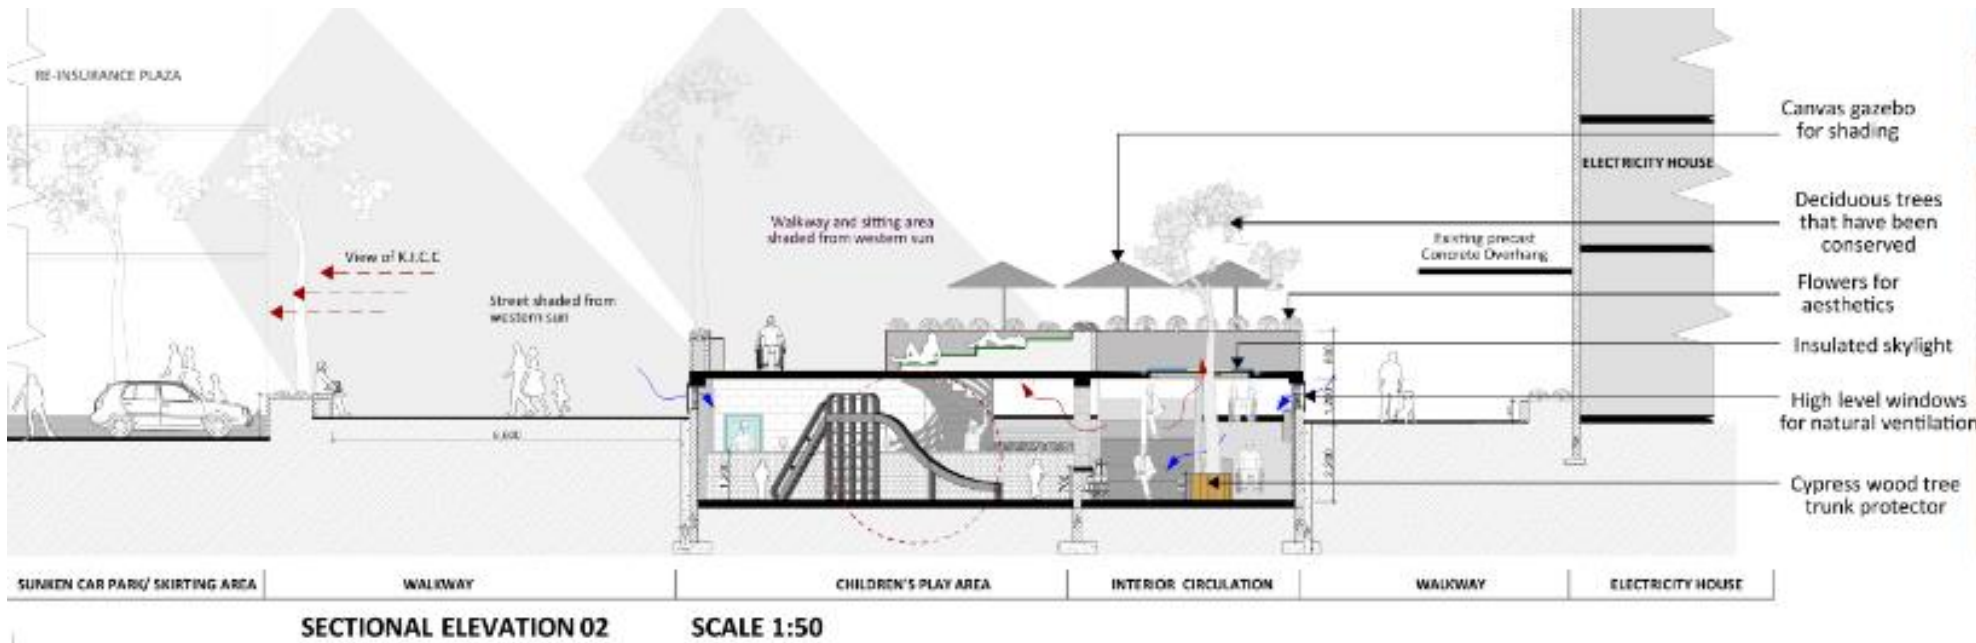 RE-INSURANCE PLAZA
View of K.I.C.C
Street shaded from
western sun
Walkway and sitting area
shaded from western sun
Existing precast
Concrete Overhang
ELECTRICITY HOUSE
Canvas gazebo
for shading
Deciduous trees
that have been
conserved
Flowers for
aesthetics
Insulated skylight
High level windows
for natural ventilation
Cypress wood tree
trunk protector
6,600
SUNKEN CAR PARK/ SKIRTING AREA
WALKWAY
CHILDREN'S PLAY AREA
INTERIOR CIRCULATION
WALKWAY
ELECTRICITY HOUSE
SECTIONAL ELEVATION 02
SCALE 1:50